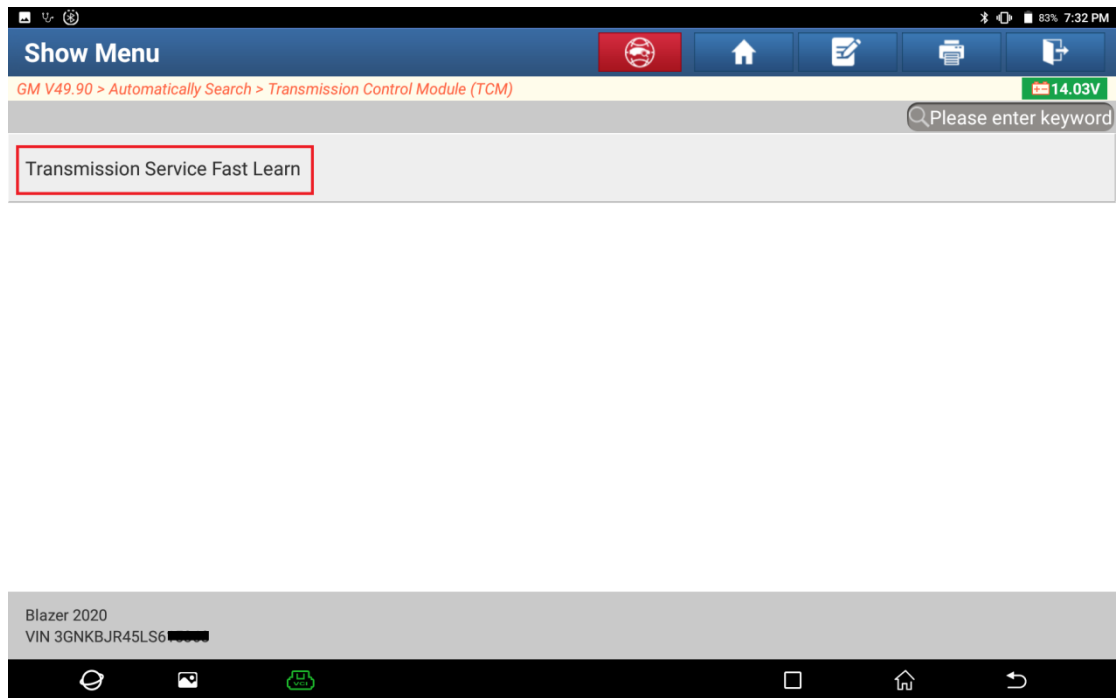 83% 7:32 PM
Show Menu
GM V49.90 > Automatically Search > Transmission Control Module (TCM)
14.03V
Please enter keyword
Transmission Service Fast Learn
Blazer 2020
VIN 3GNKBJR45LS6
VCI